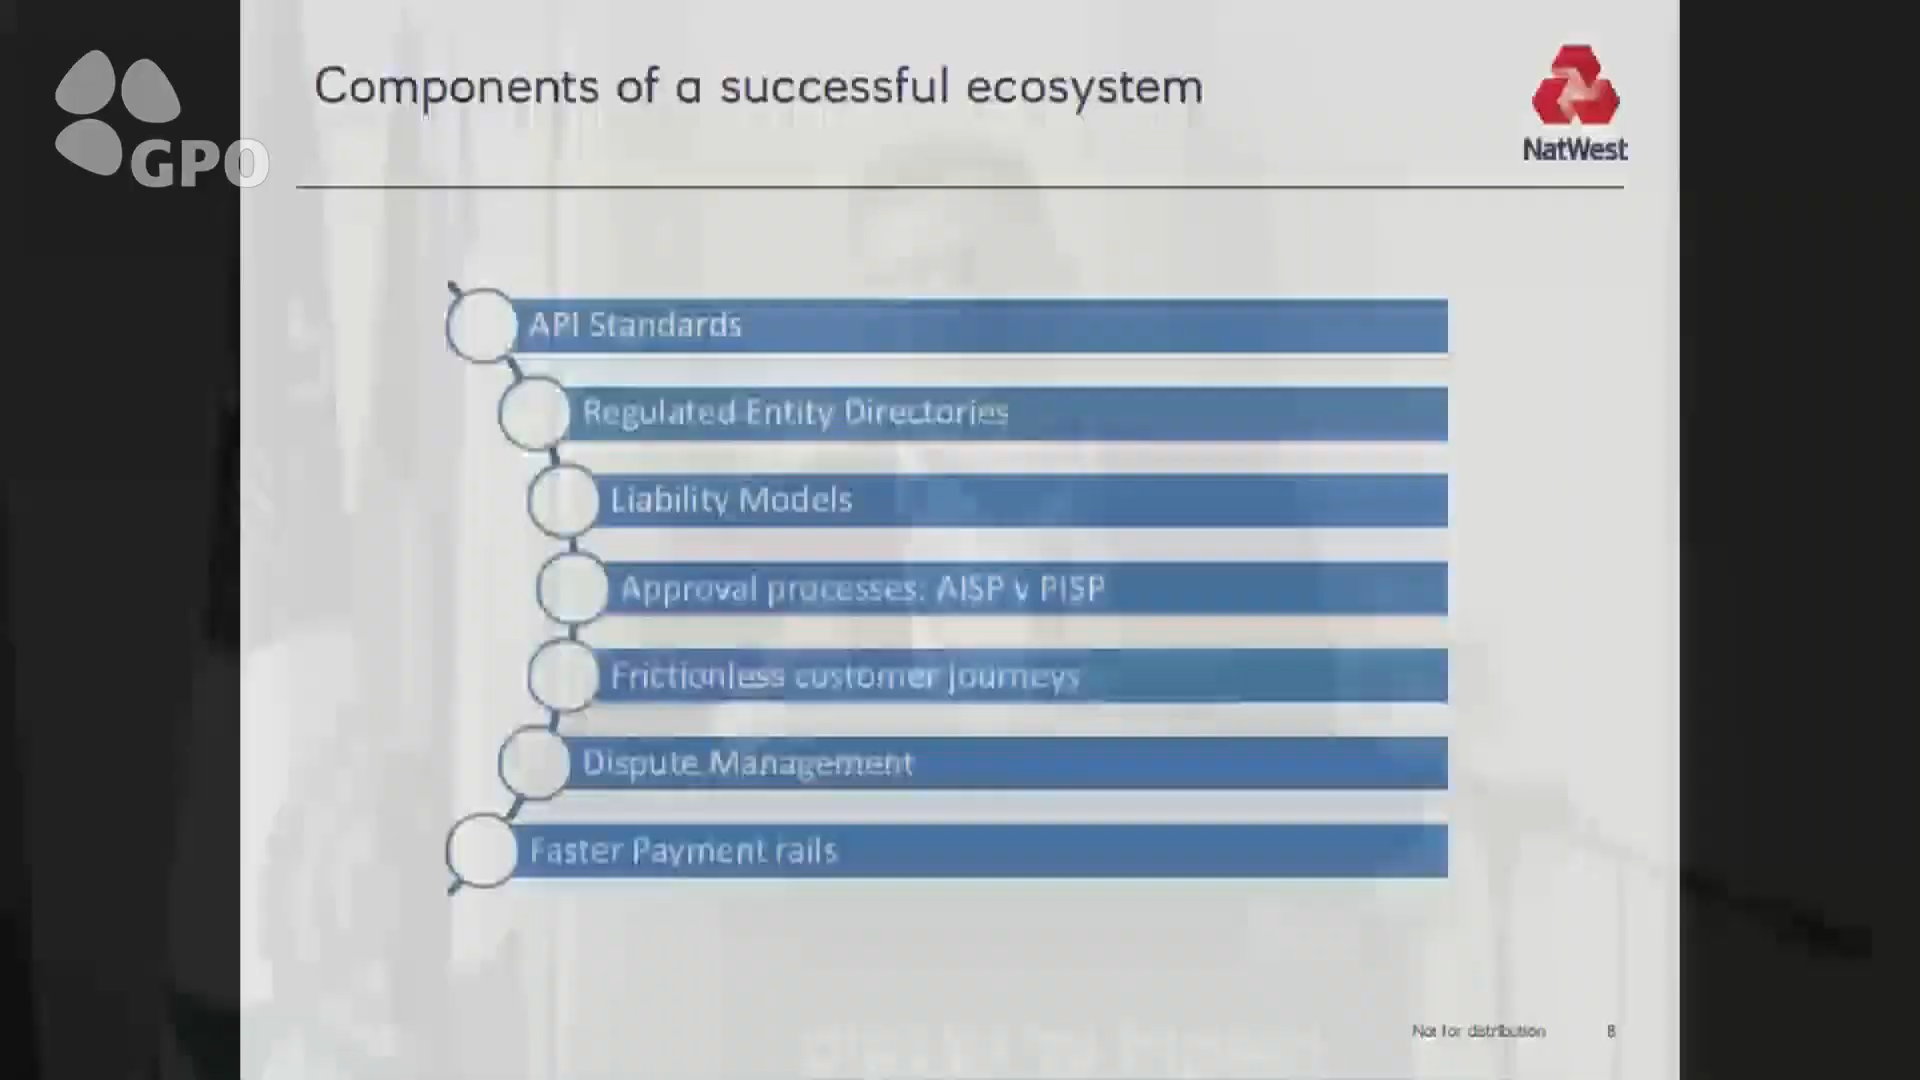 GPO
Components of a successful ecosystem
NatWest
API Standards
Regulated Entity Directories
Liability Models
Approval processes: AISP v PISP
Frictionless customer journeys
Dispute Management
Faster Payment rails
Not for distribution 8